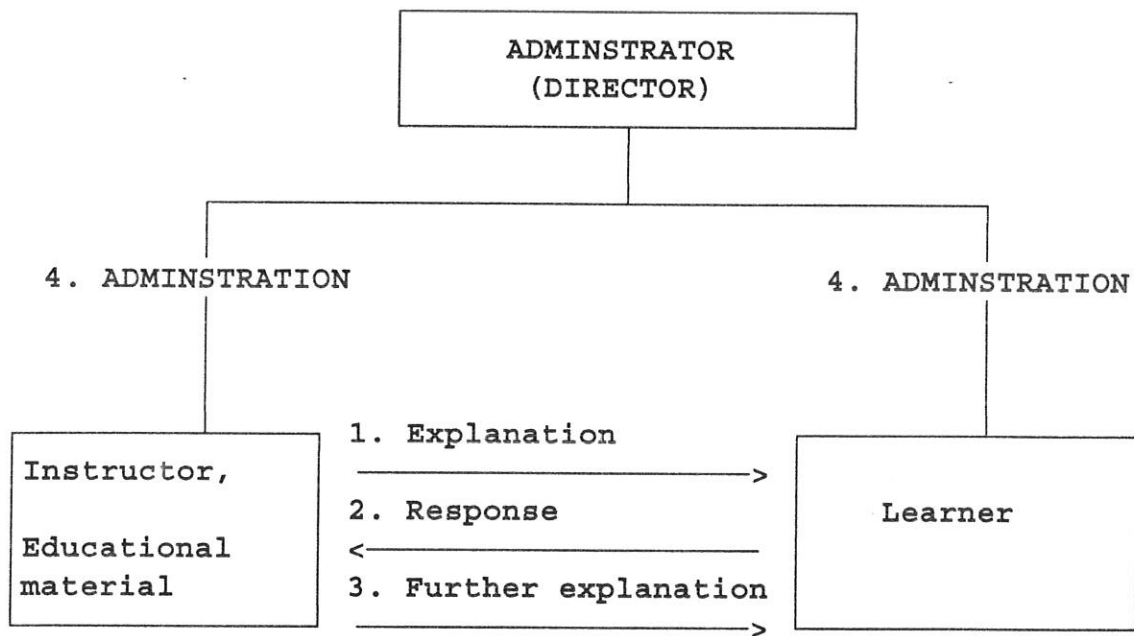 ADMINSTRATOR
(DIRECTOR)
4. ADMINSTRATION
4. ADMINSTRATION
1. Explanation
Instructor,
2. Response
Learner
Educational
material
3. Further explanation